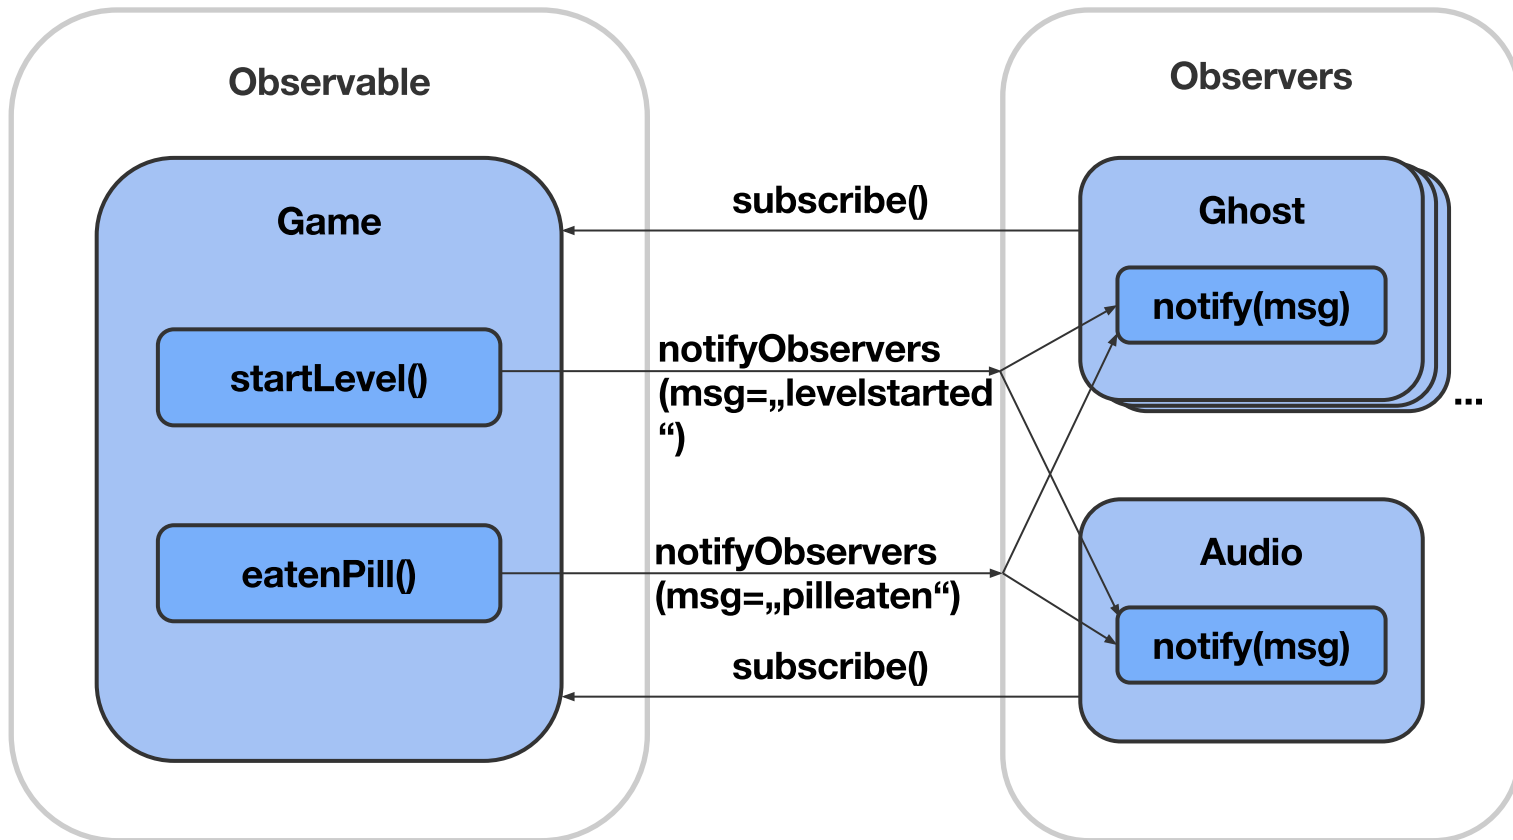 Observable
Observers
Game
subscribe()
Ghost
notify(msg)
startLevel()
notifyObservers
(msg=„levelstarted
“)
...
eatenPill()
notifyObservers
(msg=„pilleaten“)
Audio
notify(msg)
subscribe()